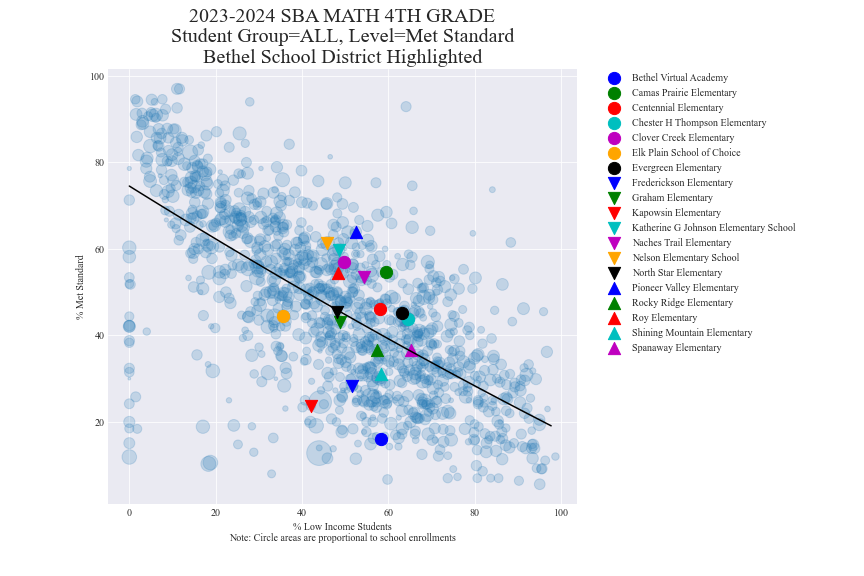 2023-2024 SBA MATH 4TH GRADE
Student Group=ALL, Level=Met Standard
Bethel School District Highlighted
100
80
60
40
20
% Met Standard
0 20 40 60 80 100
% Low Income Students
Note: Circle areas are proportional to school enrollments
Bethel Virtual Academy
Camas Prairie Elementary
Centennial Elementary
Chester H Thompson Elementary
Clover Creek Elementary
Elk Plain School of Choice
Evergreen Elementary
Frederickson Elementary
Graham Elementary
Kapowsin Elementary
Katherine G Johnson Elementary School
Naches Trail Elementary
Nelson Elementary School
North Star Elementary
Pioneer Valley Elementary
Rocky Ridge Elementary
Roy Elementary
Shining Mountain Elementary
Spanaway Elementary